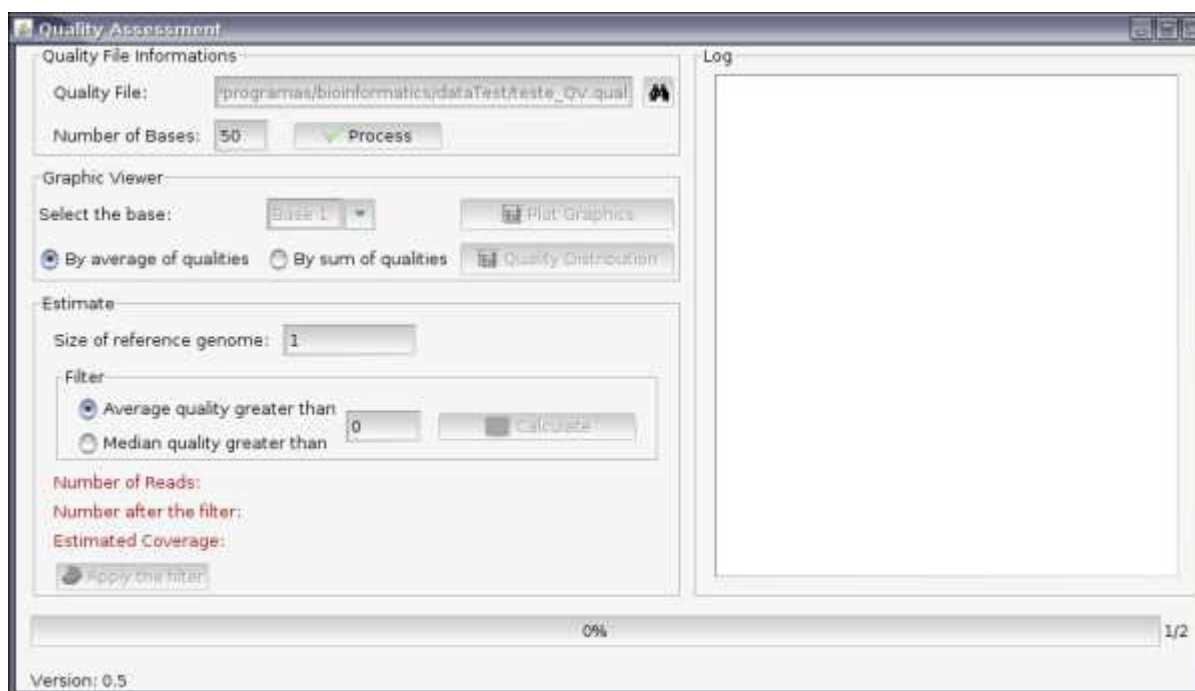 Quality Assessment
Quality File Informations
Quality File: programas/bioinformatics/dataTest/teste_QV.qual
Number of Bases: 50 Process
Graphic Viewer
Select the base: Base 1 Plot Graphics
By average of qualities By sum of qualities Quality Distribution
Estimate
Size of reference genome: 1
Filter
Average quality greater than
0 Calculate
Median quality greater than
Number of Reads:
Number after the filter:
Estimated Coverage:
Apply the filter
Log
0% 1/2
Version: 0.5